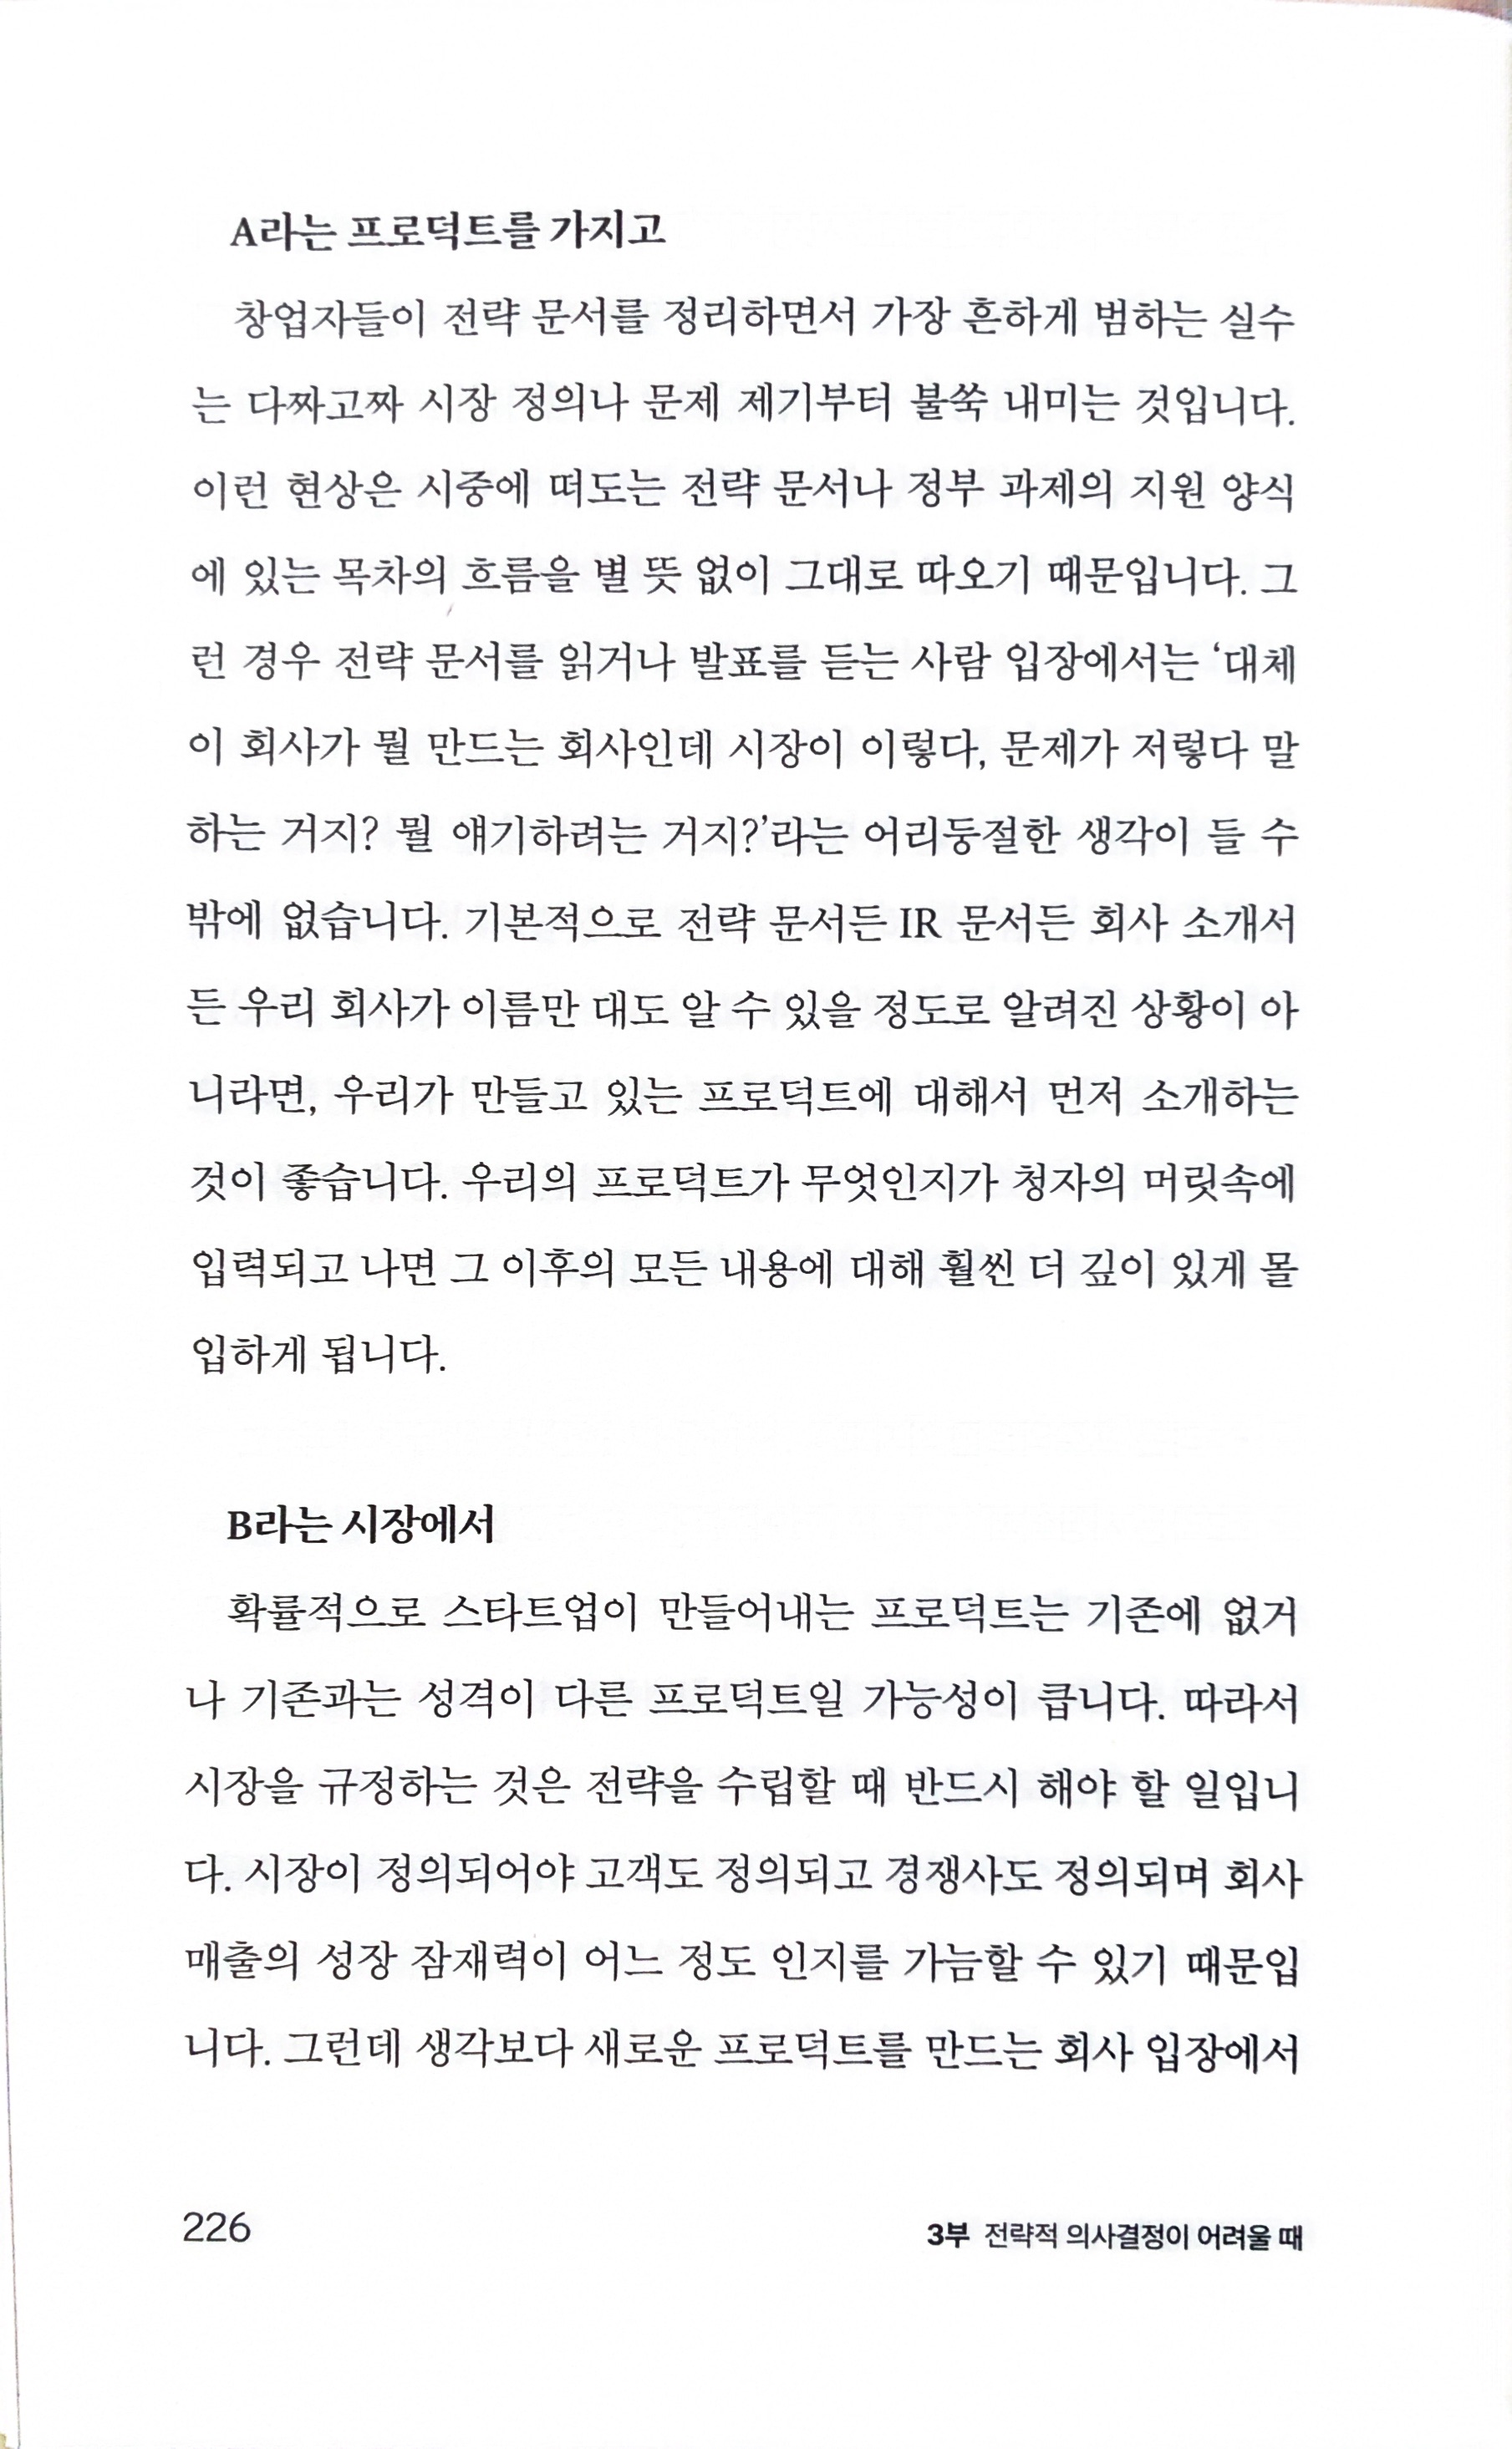 A라는 프로덕트를 가지고
창업자들이 전략 문서를 정리하면서 가장 흔하게 범하는 실수
는 다짜고짜 시장 정의나 문제 제기부터 불쑥 내미는 것입니다.
이런 현상은 시중에 떠도는 전략 문서나 정부 과제의 지원 양식
에 있는 목차의 흐름을 별 뜻 없이 그대로 따오기 때문입니다. 그
런 경우 전략 문서를 읽거나 발표를 듣는 사람 입장에서는 ‘대체
이 회사가 뭘 만드는 회사인데 시장이 이렇다, 문제가 저렇다 말
하는 거지? 뭘 얘기하려는 거지?’라는 어리둥절한 생각이 들 수
밖에 없습니다. 기본적으로 전략 문서든 IR 문서든 회사 소개서
든 우리 회사가 이름만 대도 알 수 있을 정도로 알려진 상황이 아
니라면, 우리가 만들고 있는 프로덕트에 대해서 먼저 소개하는
것이 좋습니다. 우리의 프로덕트가 무엇인지가 청자의 머릿속에
입력되고 나면 그 이후의 모든 내용에 대해 훨씬 더 깊이 있게 몰
입하게 됩니다.
B라는 시장에서
확률적으로 스타트업이 만들어내는 프로덕트는 기존에 없거
나 기존과는 성격이 다른 프로덕트일 가능성이 큽니다. 따라서
시장을 규정하는 것은 전략을 수립할 때 반드시 해야 할 일입니
다. 시장이 정의되어야 고객도 정의되고 경쟁사도 정의되며 회사
매출의 성장 잠재력이 어느 정도 인지를 가늠할 수 있기 때문입
니다. 그런데 생각보다 새로운 프로덕트를 만드는 회사 입장에서
226
3부 전략적 의사결정이 어려울 때